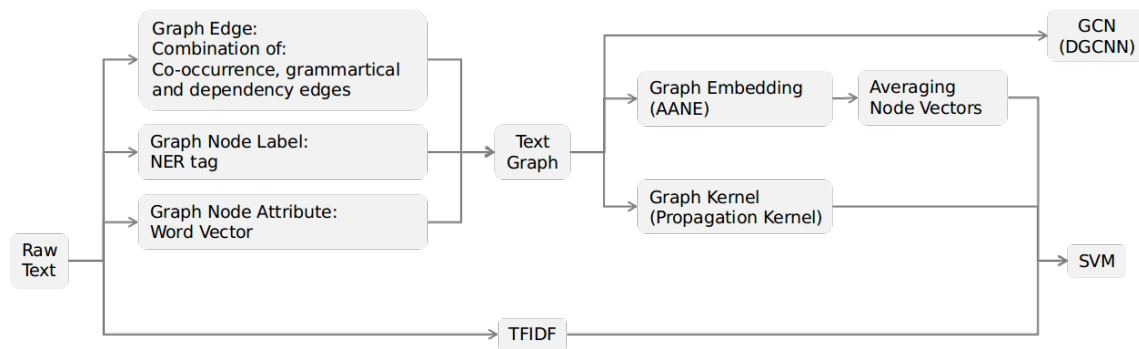 Graph Edge:
Combination of:
Co-occurrence, grammartical
and dependency edges
Graph Node Label:
NER tag
Graph Node Attribute:
Word Vector
Raw
Text
Text
Graph
TFIDF
Graph Embedding
(AANE)
Averaging
Node Vectors
Graph Kernel
(Propagation Kernel)
GCN
(DGCNN)
SVM